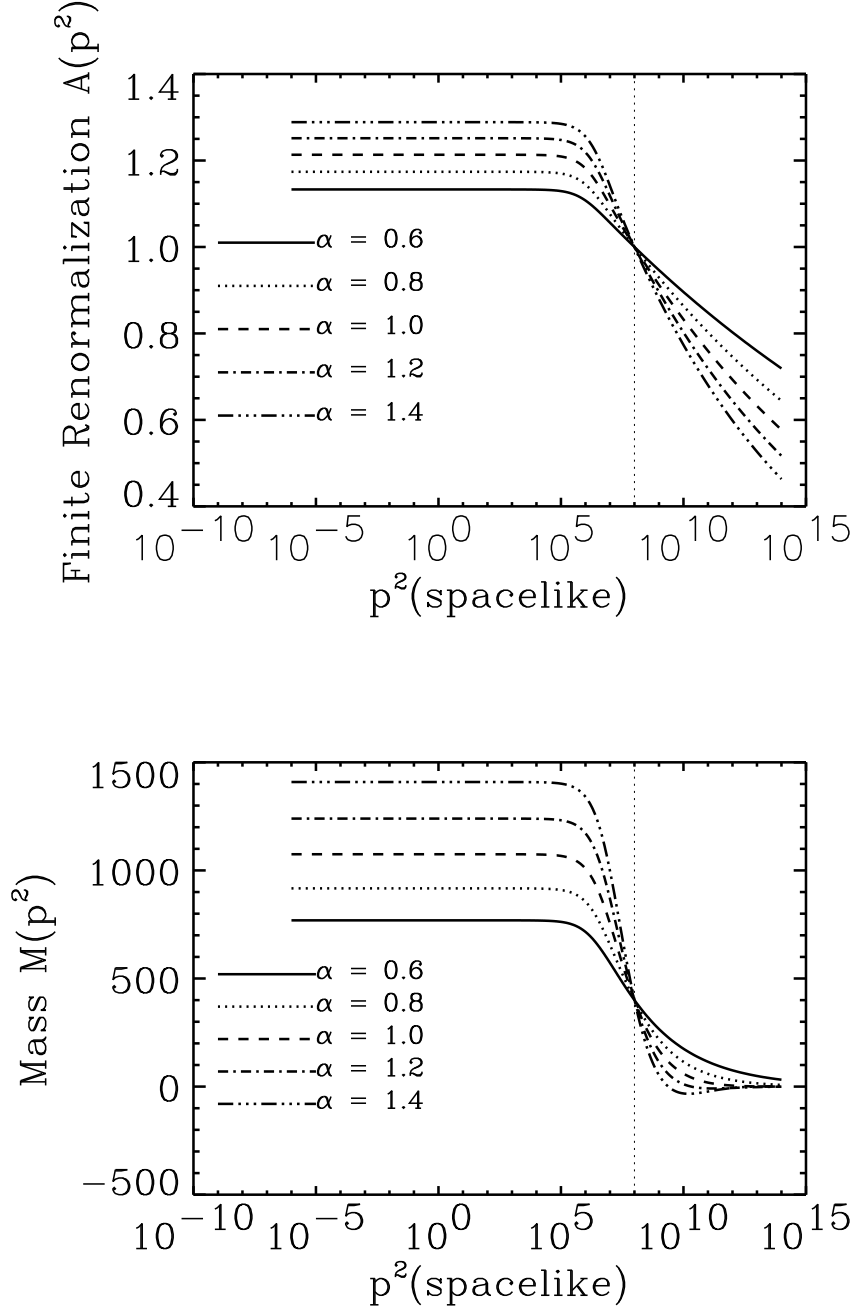 Finite Renormalization A(p²)
1.4
1.2
1.0
0.8
0.6
0.4
α = 0.6
α = 0.8
α = 1.0
α = 1.2
α = 1.4
10⁻¹⁰ 10⁻⁵ 10⁰ 10⁵ 10¹⁰ 10¹⁵
p²(spacelike)
Mass M(p²)
1500
1000
500
0
−500
α = 0.6
α = 0.8
α = 1.0
α = 1.2
α = 1.4
10⁻¹⁰ 10⁻⁵ 10⁰ 10⁵ 10¹⁰ 10¹⁵
p²(spacelike)